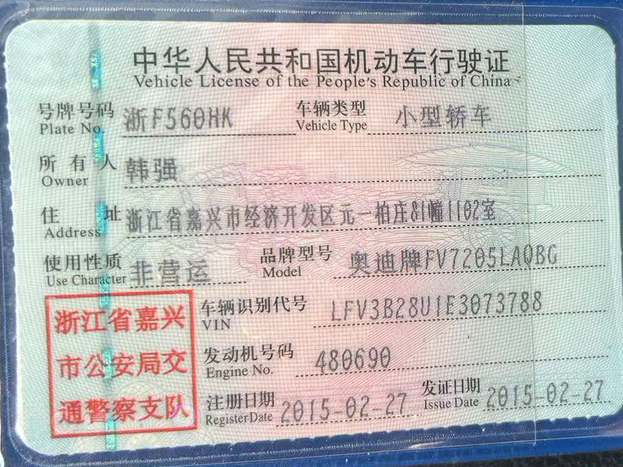 中华人民共和国机动车行驶证
Vehicle License of the People's Republic of China
号牌号码 浙F560HK 车辆类型 小型轿车
Plate No. Vehicle Type
所有人 韩强
Owner
住址 浙江省嘉兴市经济开发区元一柏庄81幢1102室
Address
使用性质 非营运 品牌型号 奥迪牌FV7205LAQBG
Use Character Model
浙江省嘉兴
市公安局交
通警察支队
车辆识别代号 LFV3B28U1E3073788
VIN
发动机号码 480690
Engine No.
注册日期 2015-02-27 发证日期 2015-02-27
Register Date Issue Date